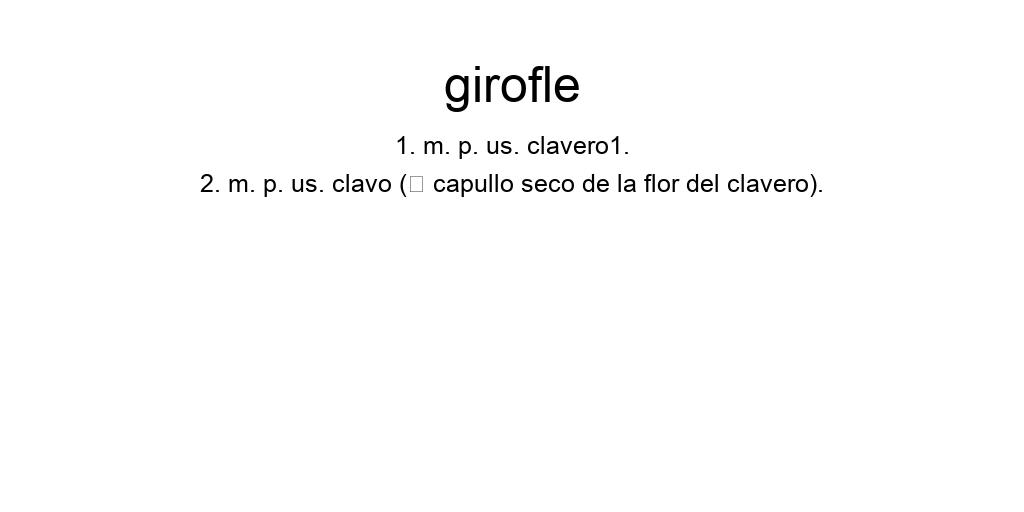 girofle
1. m. p. us. clavero1.
2. m. p. us. clavo (□ capullo seco de la flor del clavero).